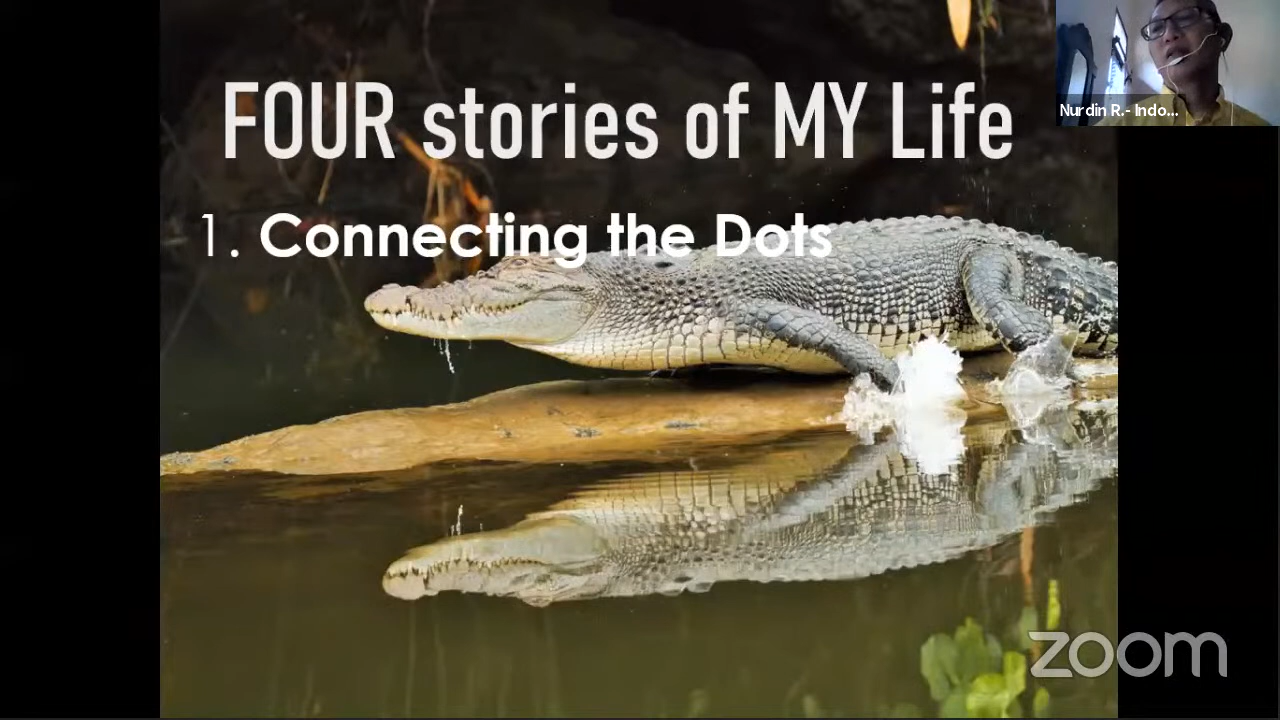 FOUR stories of MY Life
1. Connecting the Dots
Nurdin R.- Indo...
zoom